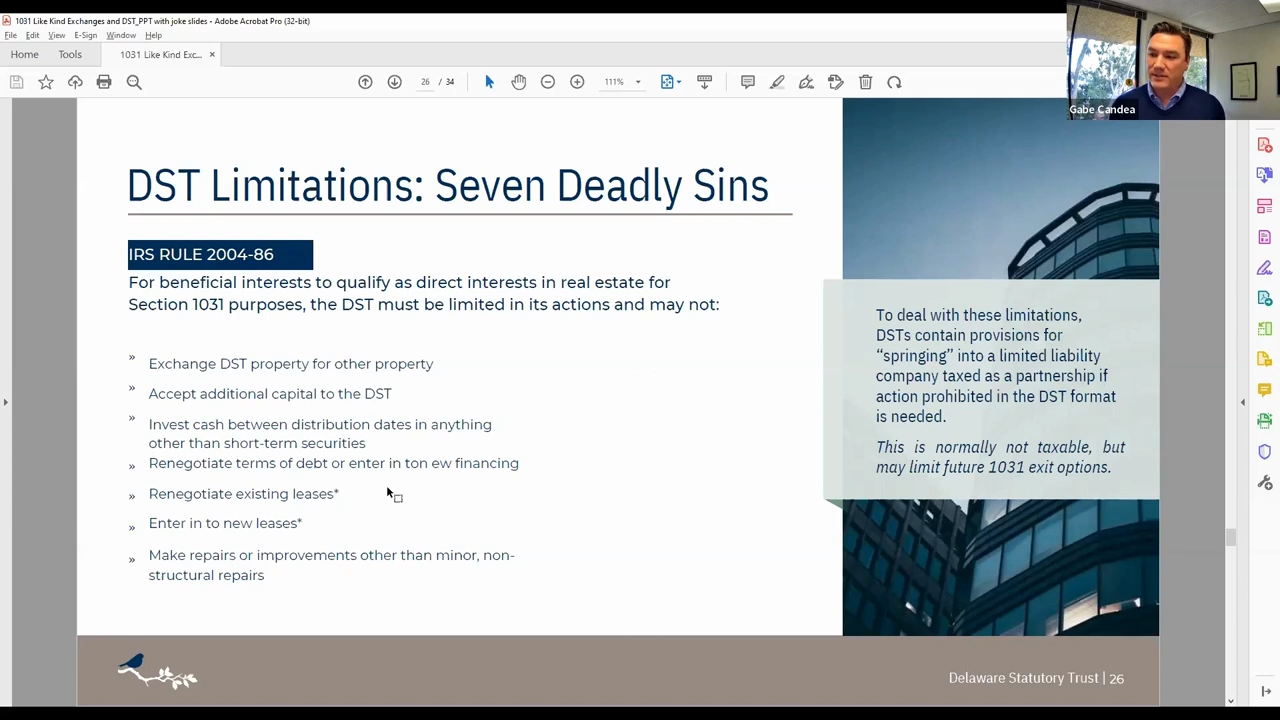 1031 Like Kind Exchanges and DST_PPT with joke slides - Adobe Acrobat Pro (32-bit)
File Edit View E-Sign Window Help
Home Tools 1031 Like Kind Exc... ×
26 / 34 111%
Gabe Candea
DST Limitations: Seven Deadly Sins
IRS RULE 2004-86
For beneficial interests to qualify as direct interests in real estate for
Section 1031 purposes, the DST must be limited in its actions and may not:
» Exchange DST property for other property
» Accept additional capital to the DST
» Invest cash between distribution dates in anything
other than short-term securities
» Renegotiate terms of debt or enter in ton ew financing
» Renegotiate existing leases*
» Enter in to new leases*
» Make repairs or improvements other than minor, non-
structural repairs
To deal with these limitations,
DSTs contain provisions for
“springing” into a limited liability
company taxed as a partnership if
action prohibited in the DST format
is needed.
This is normally not taxable, but
may limit future 1031 exit options.
Delaware Statutory Trust | 26